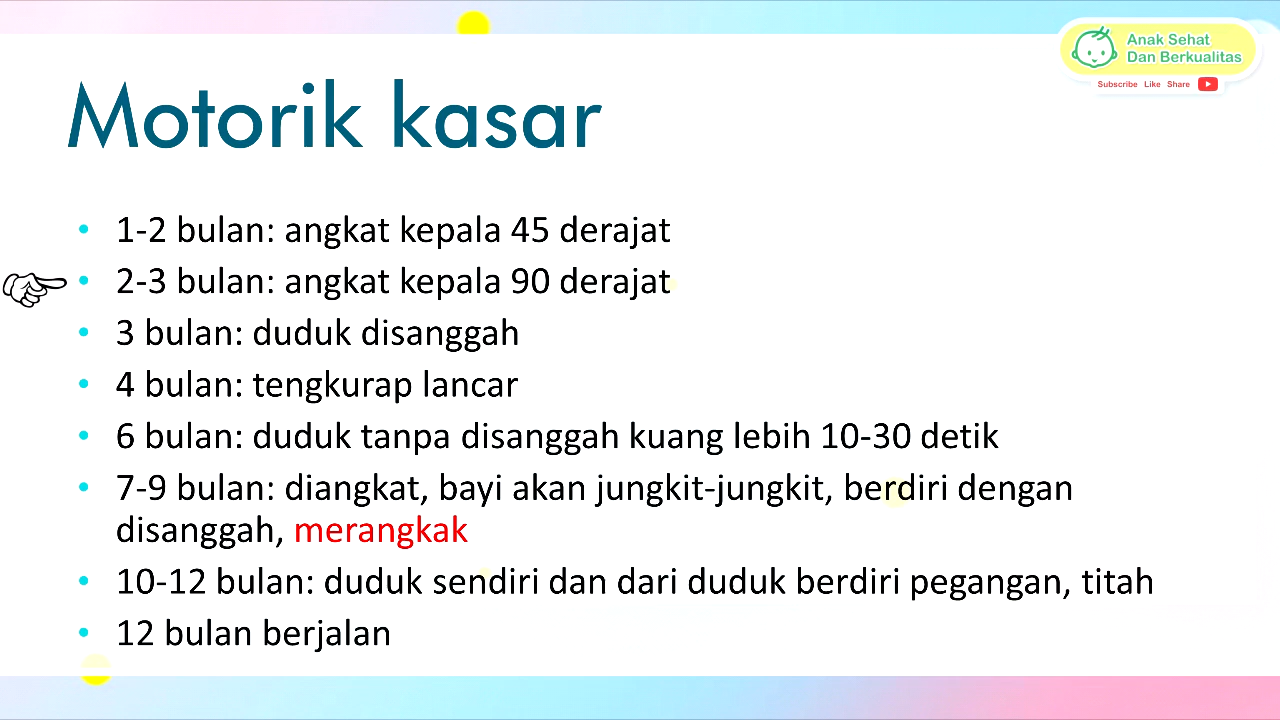 Anak Sehat
Dan Berkualitas
Subscribe Like Share
Motorik kasar
• 1-2 bulan: angkat kepala 45 derajat
• 2-3 bulan: angkat kepala 90 derajat
• 3 bulan: duduk disanggah
• 4 bulan: tengkurap lancar
• 6 bulan: duduk tanpa disanggah kuang lebih 10-30 detik
• 7-9 bulan: diangkat, bayi akan jungkit-jungkit, berdiri dengan
disanggah, merangkak
• 10-12 bulan: duduk sendiri dan dari duduk berdiri pegangan, titah
• 12 bulan berjalan